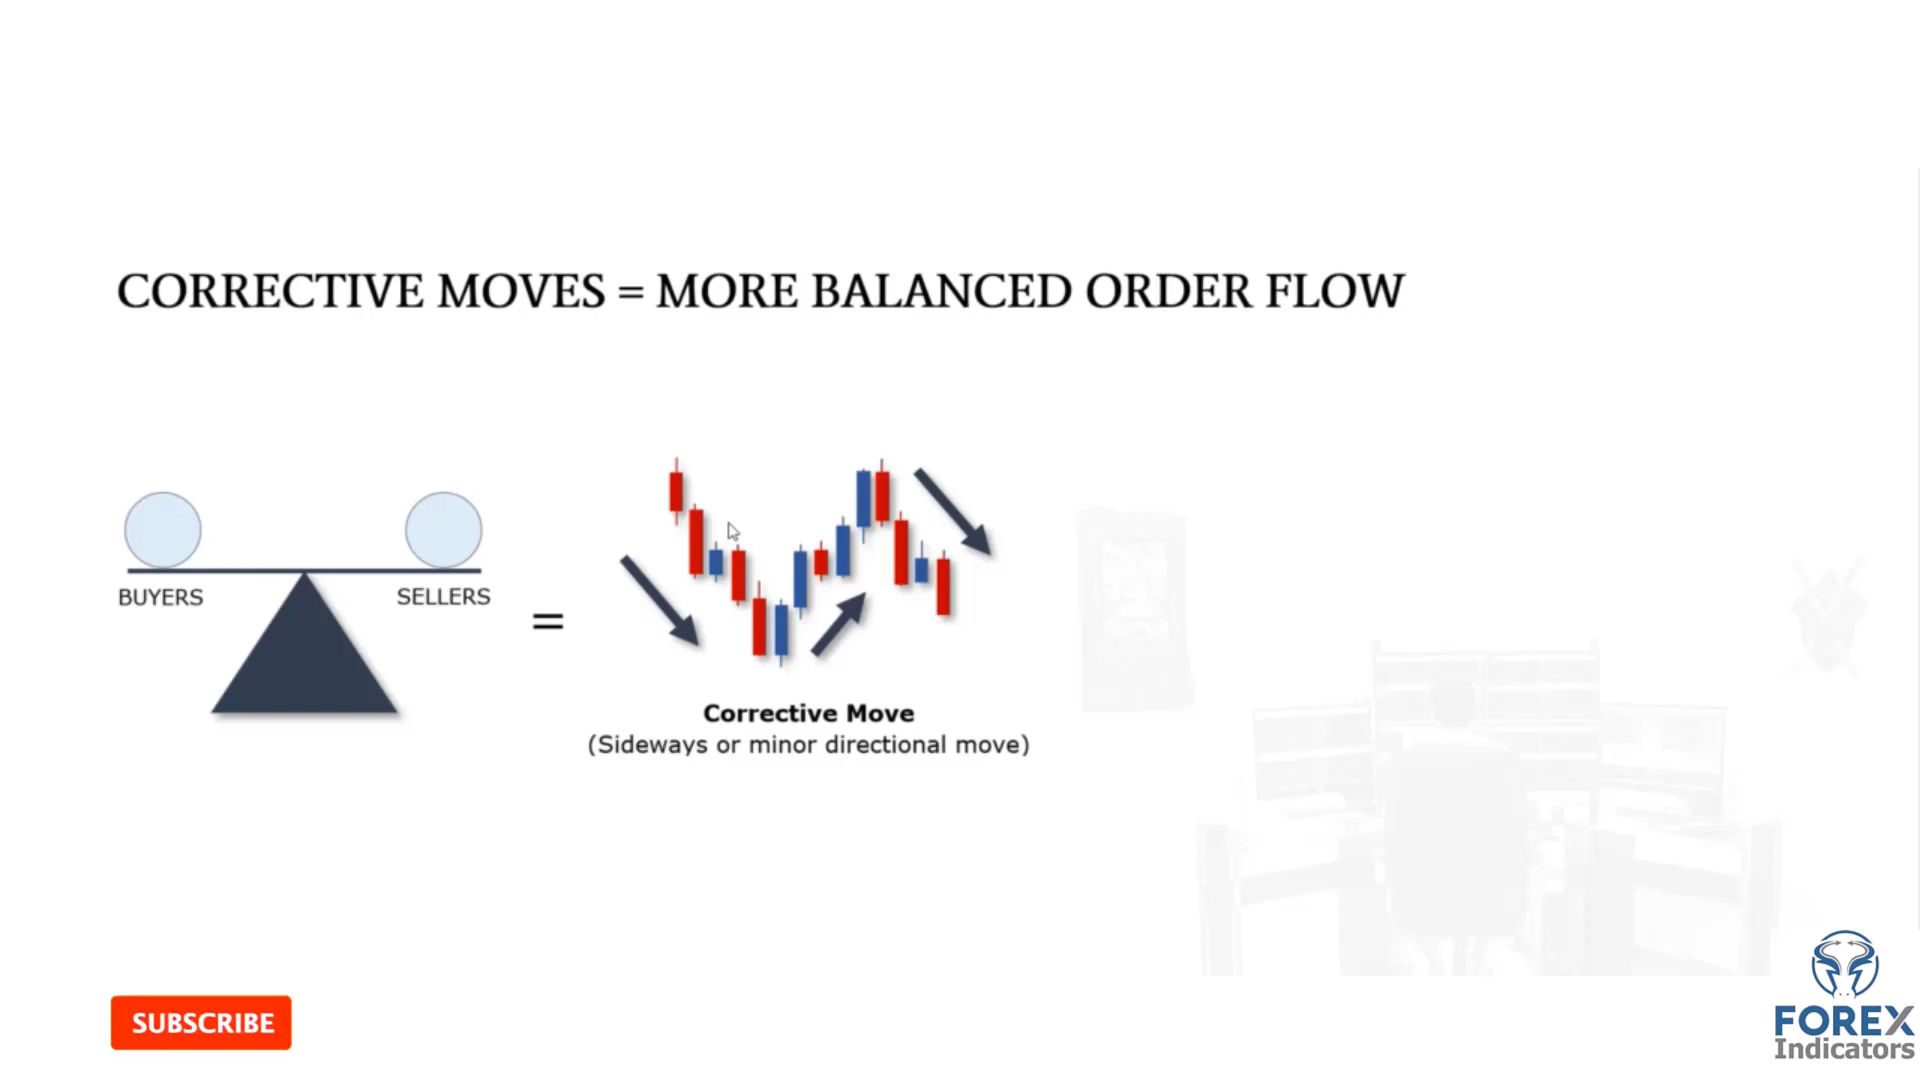 CORRECTIVE MOVES = MORE BALANCED ORDER FLOW
BUYERS
SELLERS
=
Corrective Move
(Sideways or minor directional move)
SUBSCRIBE
FOREX
Indicators